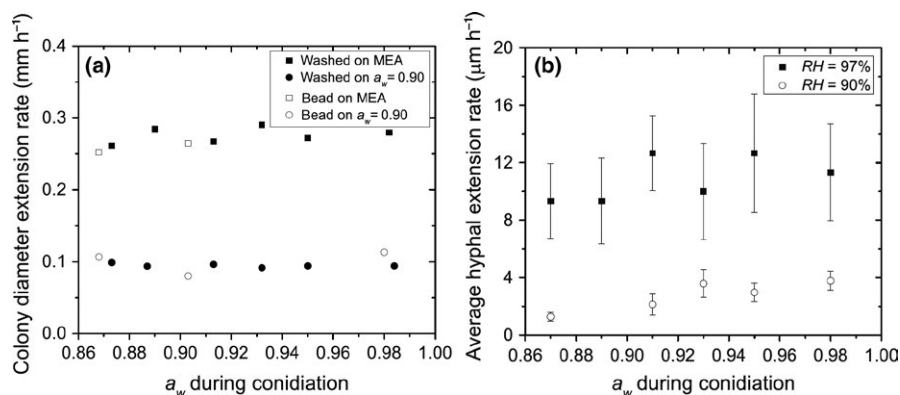 (a)
Washed on MEA
Washed on a_w = 0.90
Bead on MEA
Bead on a_w = 0.90
Colony diameter extension rate (mm h⁻¹)
0.4
0.3
0.2
0.1
0.0
0.86 0.88 0.90 0.92 0.94 0.96 0.98 1.00
a_w during conidiation
(b)
RH = 97%
RH = 90%
Average hyphal extension rate (μm h⁻¹)
20
16
12
8
4
0
0.86 0.88 0.90 0.92 0.94 0.96 0.98 1.00
a_w during conidiation